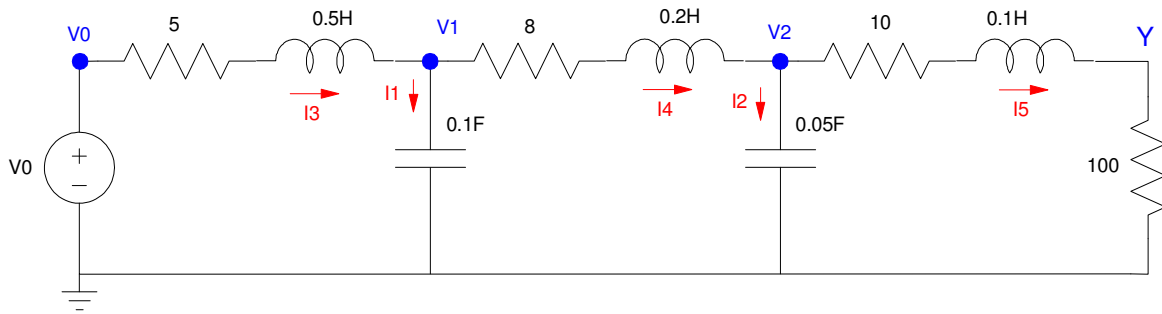 V0 5 0.5H V1 8 0.2H V2 10 0.1H Y
I3 I1 I4 I2 I5
0.1F 0.05F
V0 + − 100